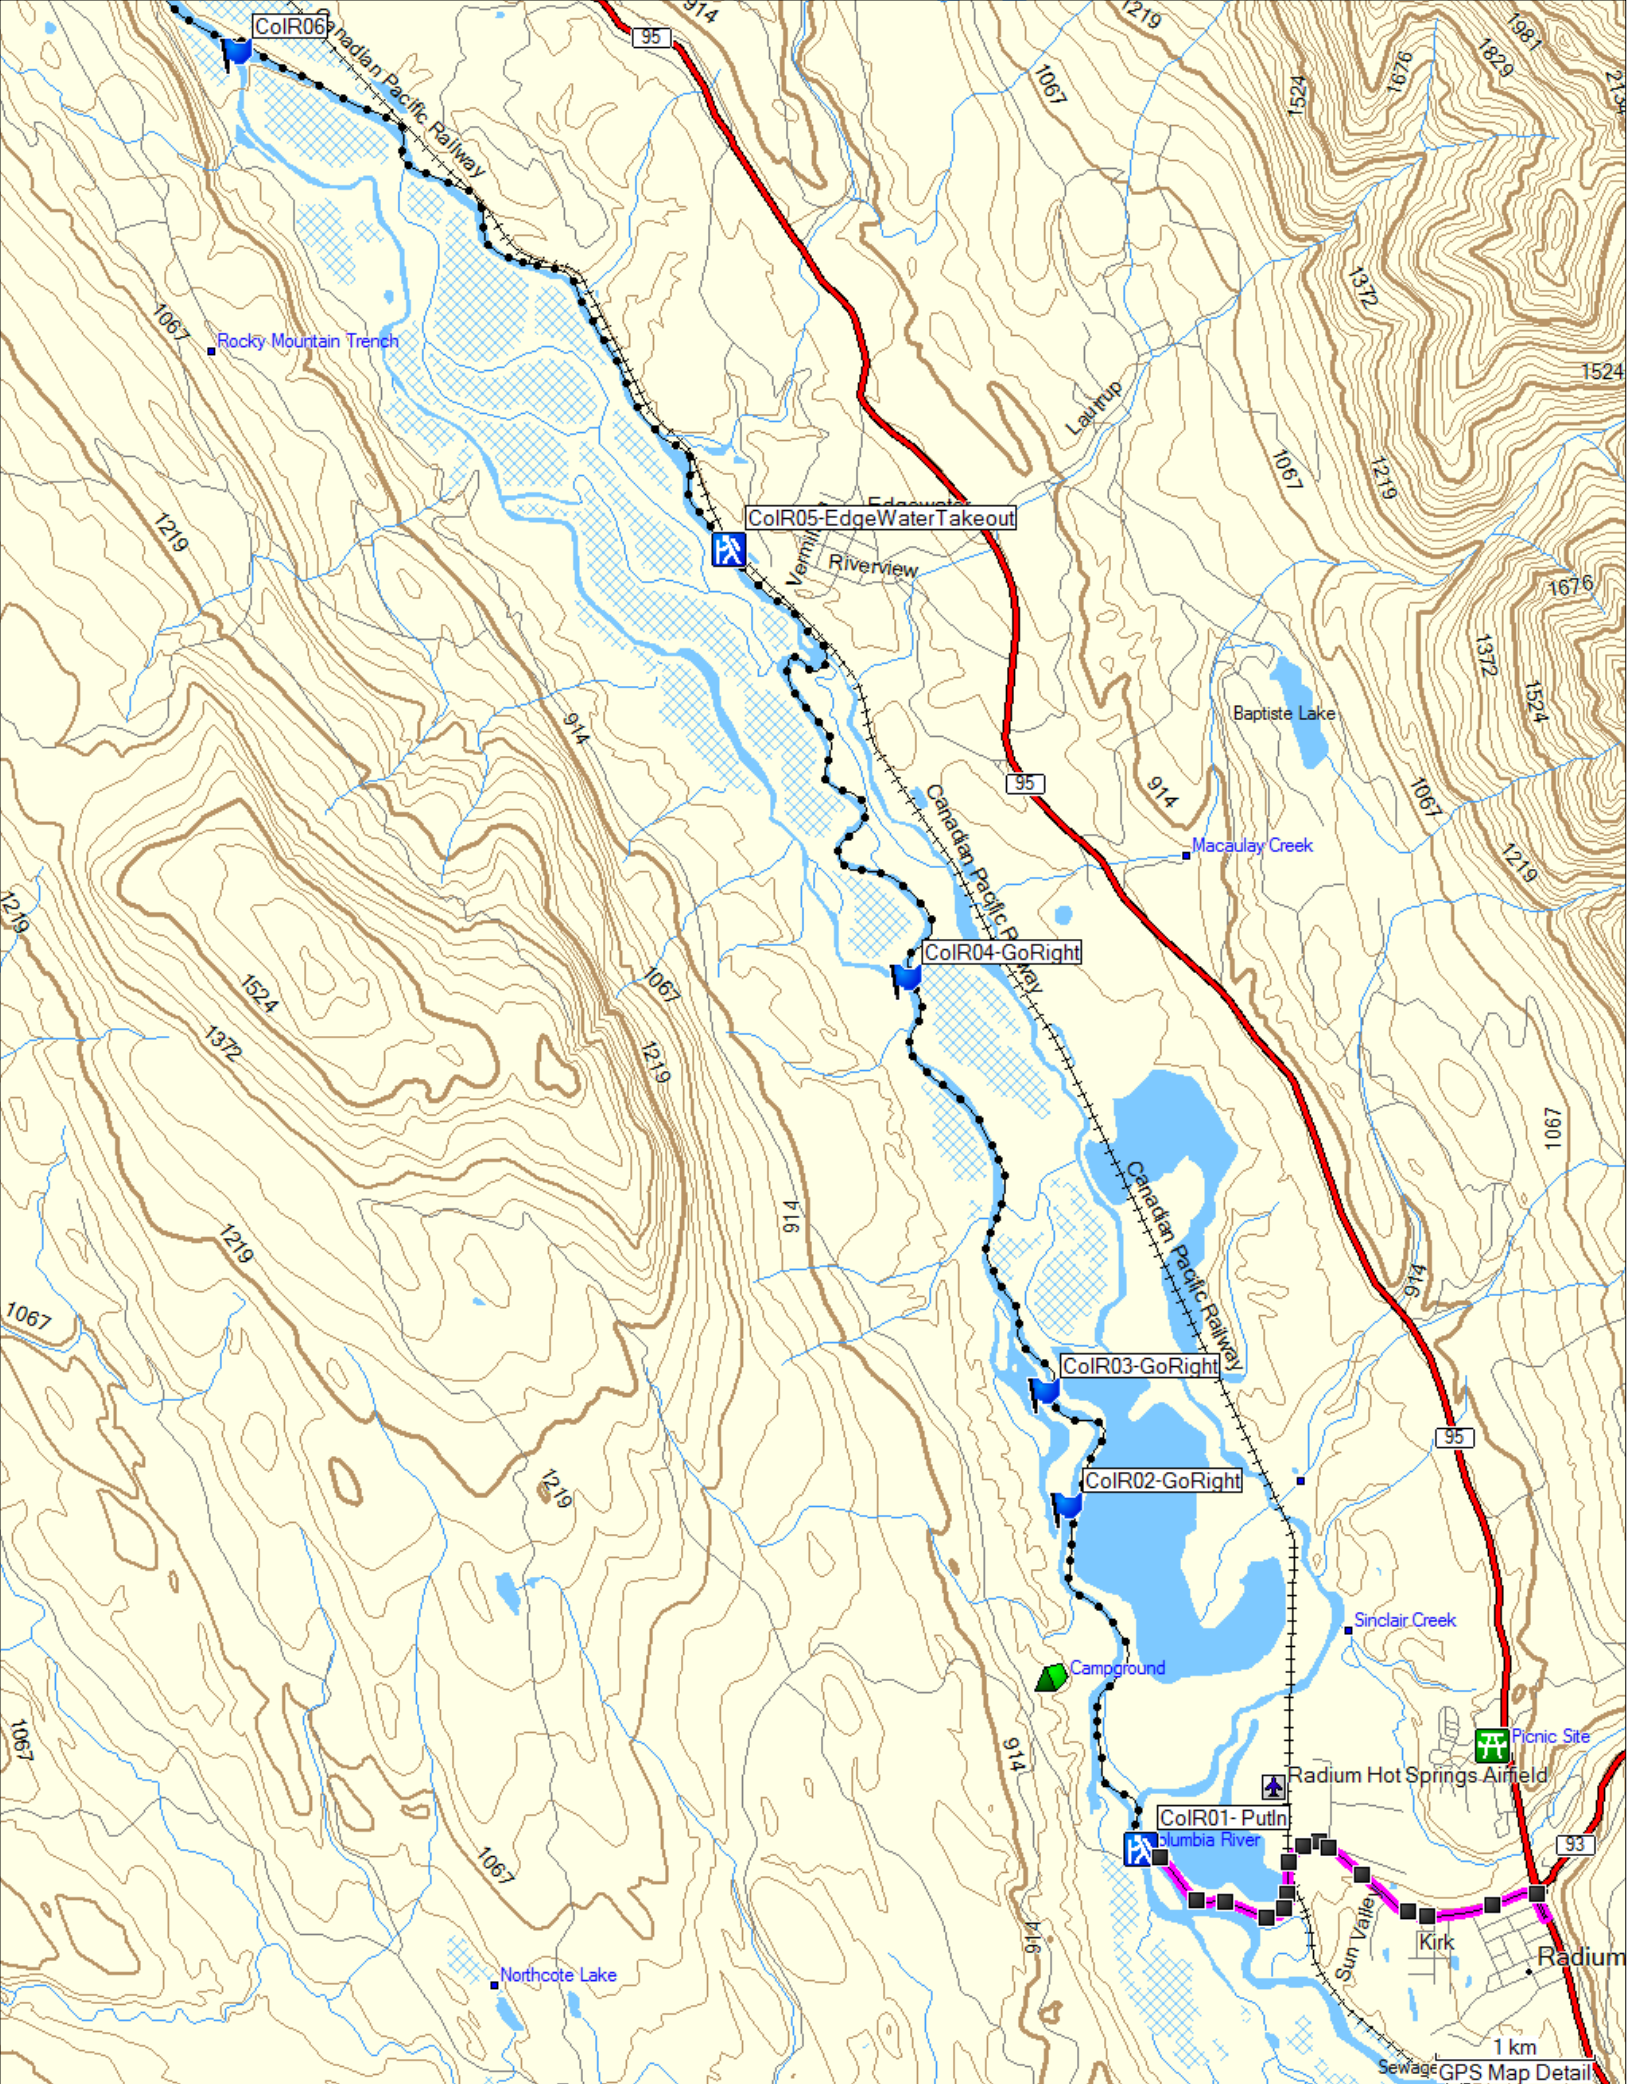 914
1219
1981
ColR06
Canadian Pacific Railway
95
1829
1676
1067
1524
1372
1067
Rocky Mountain Trench
1524
Lautrup
1067
1219
1219
Edgewater
ColR05-EdgeWaterTakeout
Riverview
1676
1372
1524
914
Baptiste Lake
95
914
1067
Canadian Pacific Railway
Macaulay Creek
1219
1219
ColR04-GoRight
1524
1067
1372
1219
1067
Canadian Pacific Railway
914
1219
914
1067
ColR03-GoRight
95
ColR02-GoRight
1219
Sinclair Creek
Campground
1067
914
Picnic Site
Radium Hot Springs Airfield
ColR01- PutIn
olumbia River
93
1067
914
Sun Valley
Kirk
Radium
Northcote Lake
1 km
Sewage
GPS Map Detail